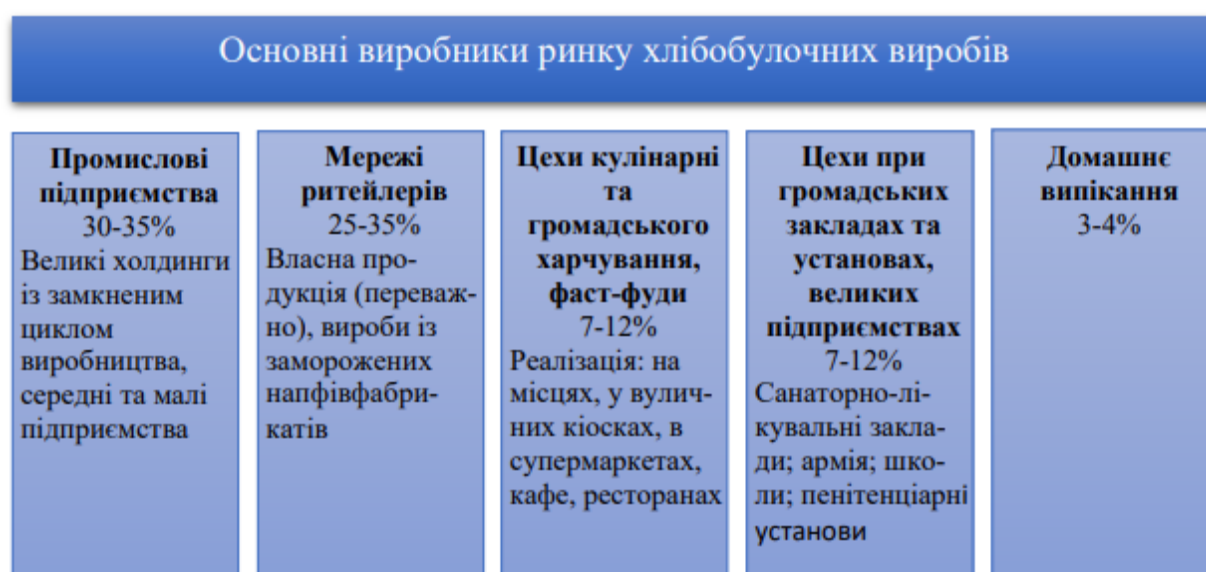 Основні виробники ринку хлібобулочних виробів
Промислові
підприємства
30-35%
Великі холдинги
із замкненим
циклом
виробництва,
середні та малі
підприємства
Мережі
ритейлерів
25-35%
Власна про-
дукція (переваж-
но), вироби із
заморожених
напфівфабри-
катів
Цехи кулінарні
та
громадського
харчування,
фаст-фуди
7-12%
Реалізація: на
місцях, у вулич-
них кіосках, в
супермаркетах,
кафе, ресторанах
Цехи при
громадських
закладах та
установах,
великих
підприємствах
7-12%
Санаторно-лі-
кувальні закла-
ди; армія; шко-
ли; пенітенціарні
установи
Домашнє
випікання
3-4%